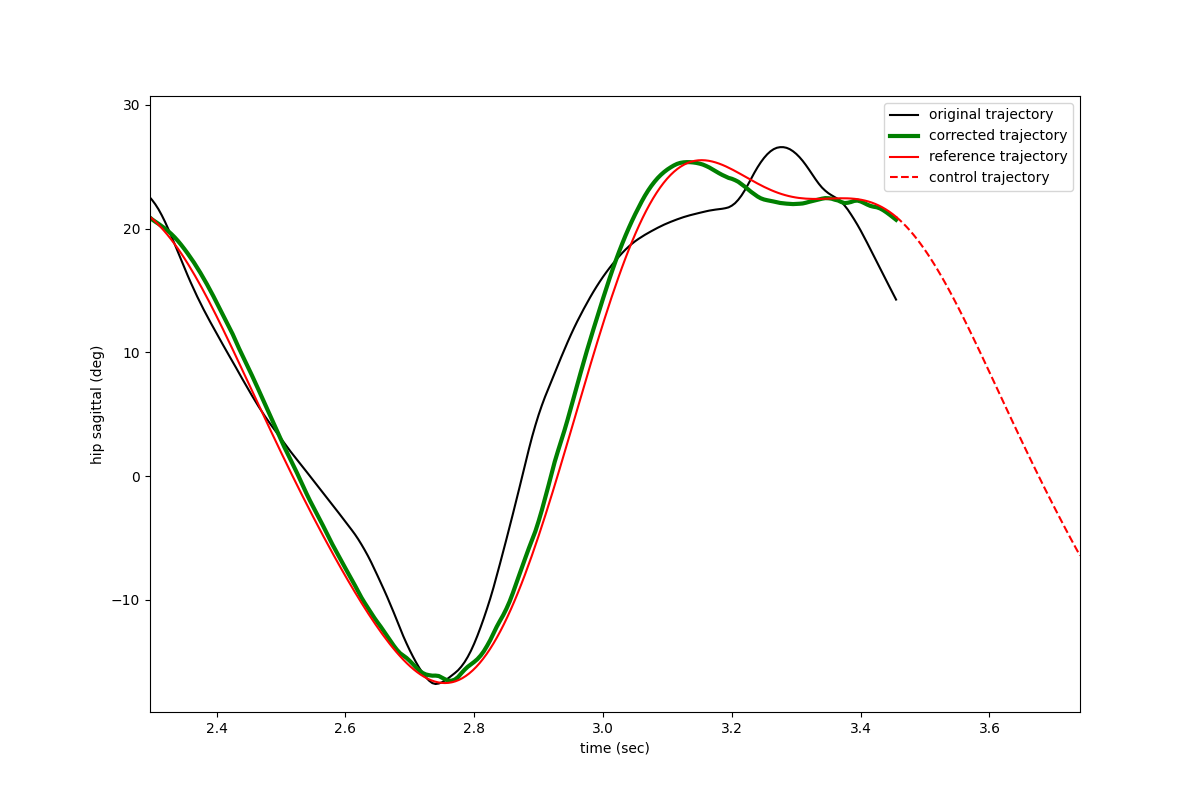 30
20
10
0
−10
hip sagittal (deg)
original trajectory
corrected trajectory
reference trajectory
control trajectory
2.4 2.6 2.8 3.0 3.2 3.4 3.6
time (sec)